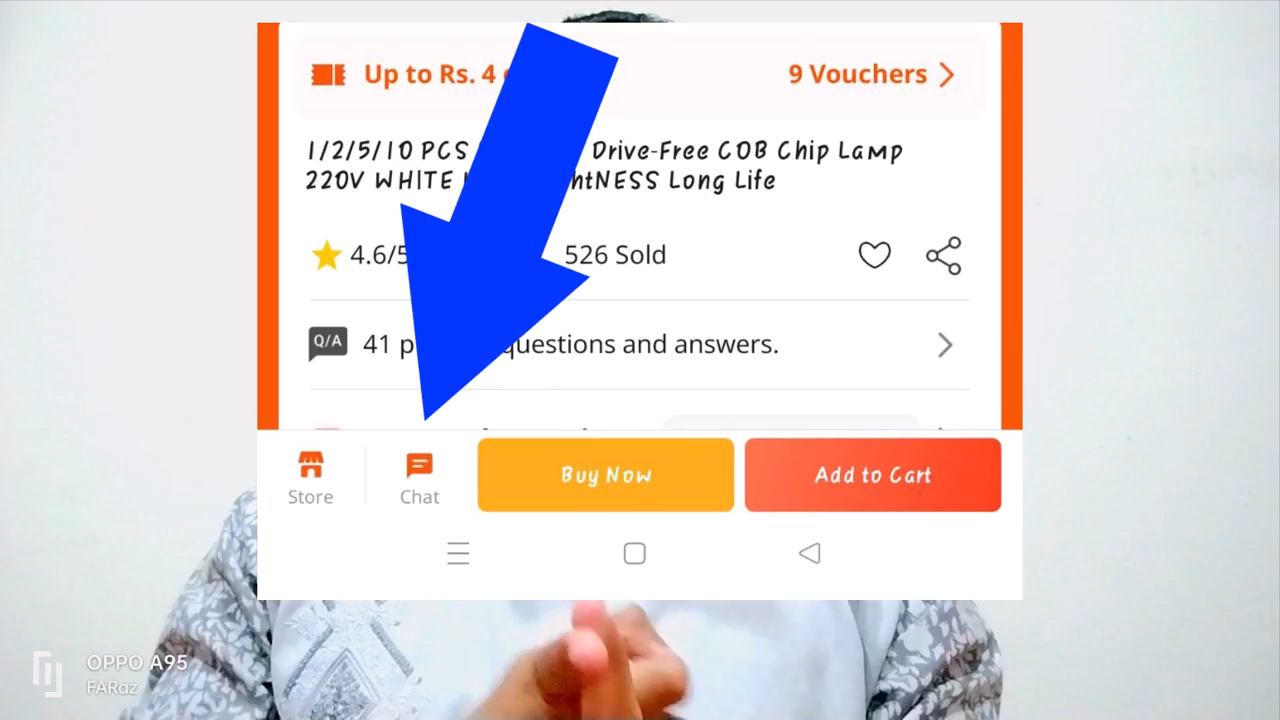 Up to Rs. 4
9 Vouchers
1/2/5/10 PCS Drive-Free COB Chip Lamp
220V WHITE Long Life
4.6/5
526 Sold
Q/A
41 questions and answers.
Store
Chat
Buy Now
Add to Cart
OPPO A95
FARaz